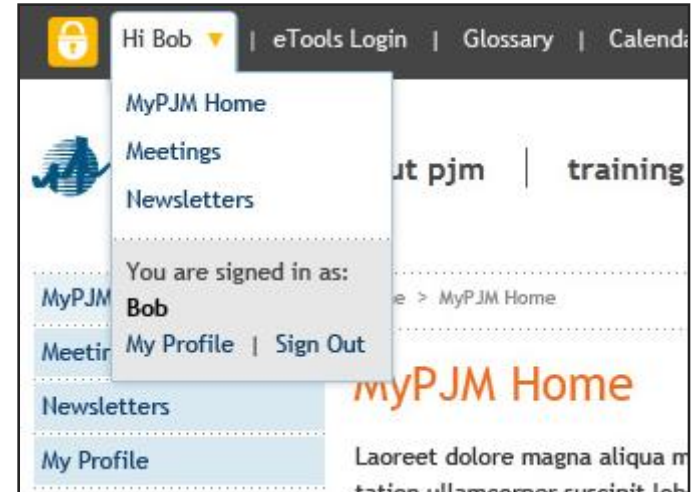 Hi Bob ▼ | eTools Login | Glossary |
MyPJM Home
Meetings
Newsletters
pjm | training
You are signed in as:
Bob
My Profile | Sign Out
> MyPJM Home
MyPJM
Newsletters
My Profile
MyPJM Home
Laoreet dolore magna aliqua